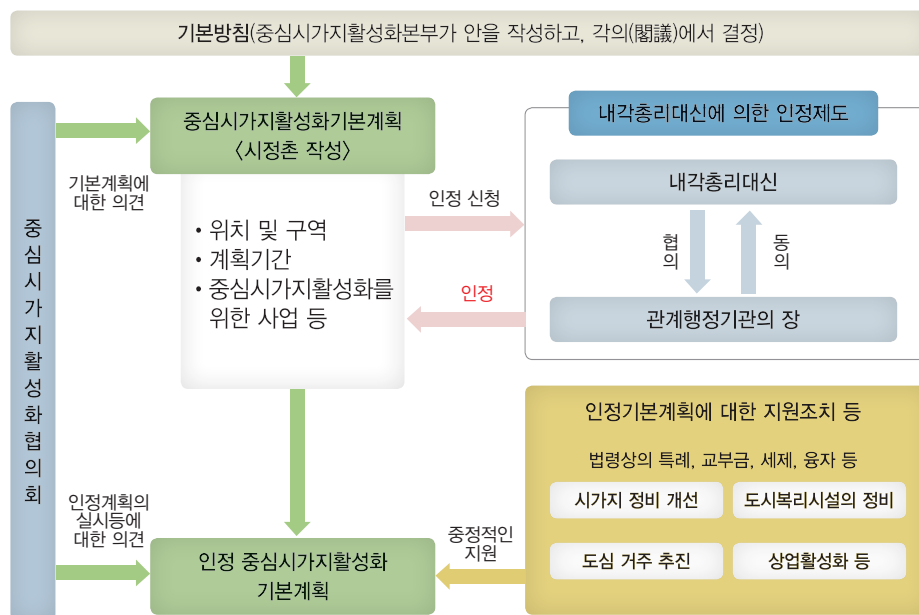 기본방침(중심시가지활성화본부가 안을 작성하고, 각의(閣議)에서 결정)
중심시가지활성화협의회
중심시가지활성화기본계획
〈시정촌 작성〉
기본계획에
대한 의견
• 위치 및 구역
• 계획기간
• 중심시가지활성화를
위한 사업 등
인정 신청
인정
내각총리대신에 의한 인정제도
내각총리대신
협의
동의
관계행정기관의 장
인정기본계획에 대한 지원조치 등
법령상의 특례, 교부금, 세제, 융자 등
시가지 정비 개선
도시복리시설의 정비
도심 거주 추진
상업활성화 등
중정적인
지원
인정계획의
실시등에
대한 의견
인정 중심시가지활성화
기본계획